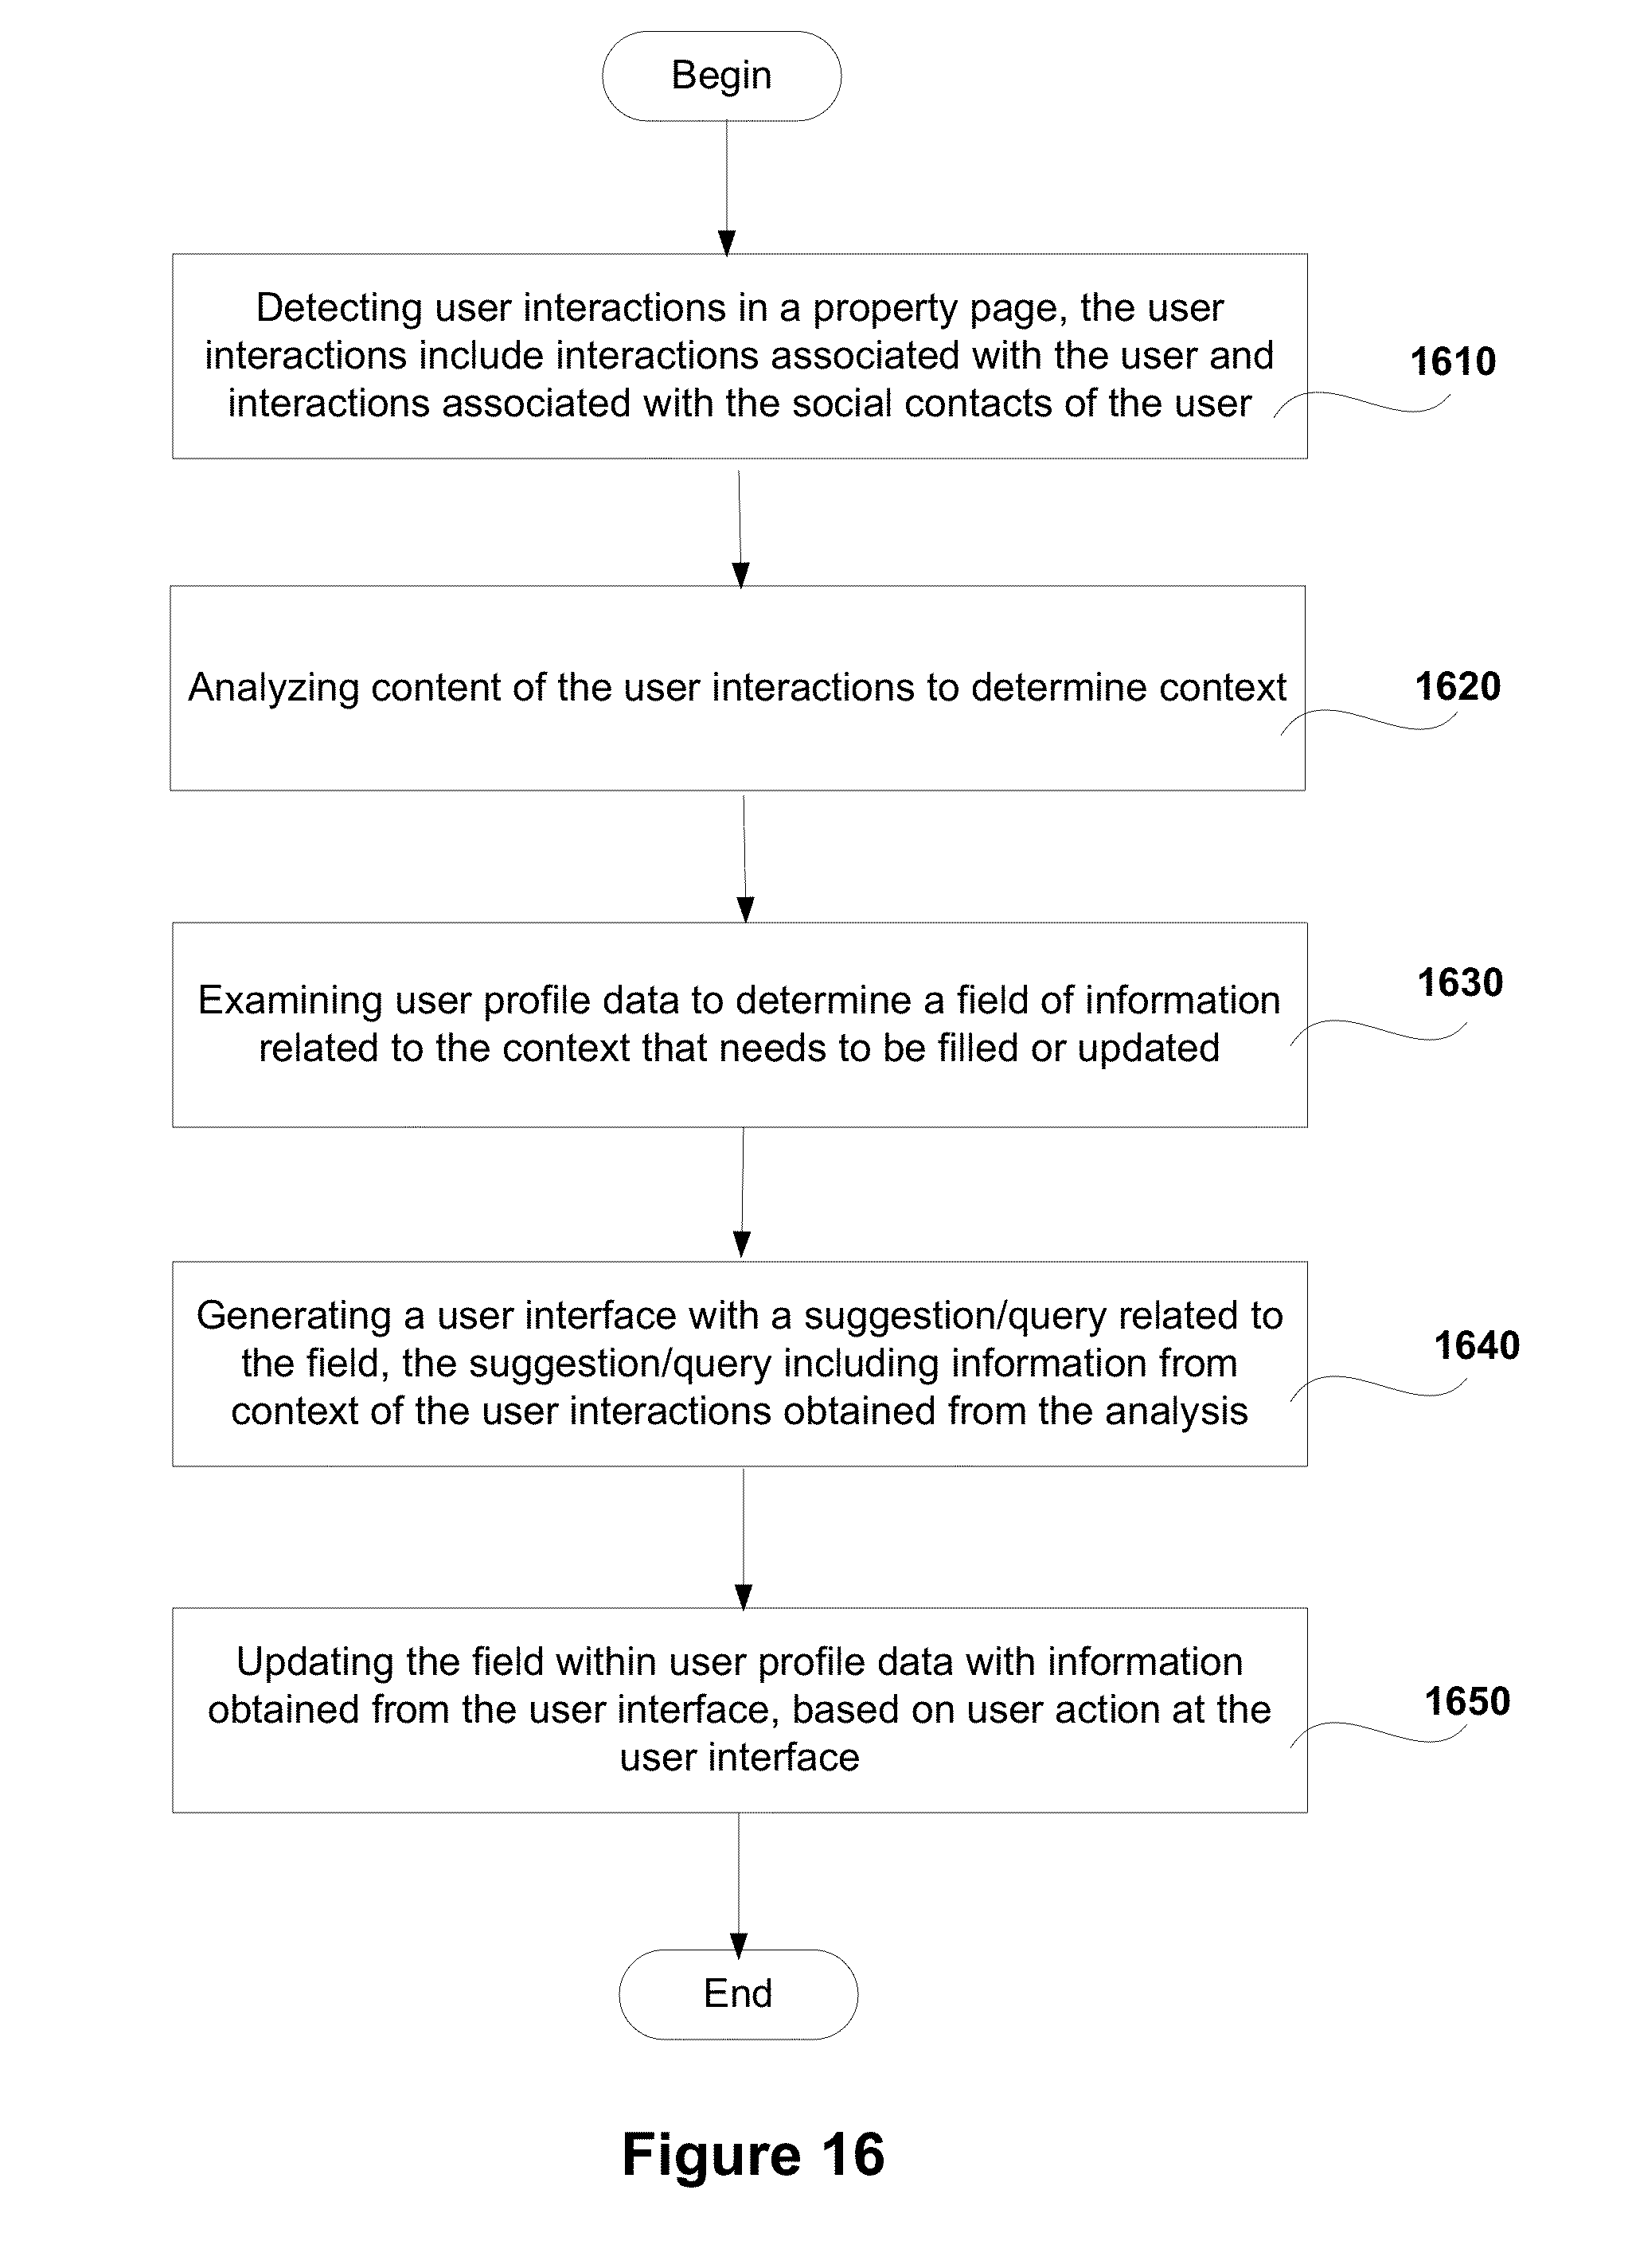 Begin
Detecting user interactions in a property page, the user
interactions include interactions associated with the user and
interactions associated with the social contacts of the user
1610
Analyzing content of the user interactions to determine context
1620
Examining user profile data to determine a field of information
related to the context that needs to be filled or updated
1630
Generating a user interface with a suggestion/query related to
the field, the suggestion/query including information from
context of the user interactions obtained from the analysis
1640
Updating the field within user profile data with information
obtained from the user interface, based on user action at the
user interface
1650
End
Figure 16